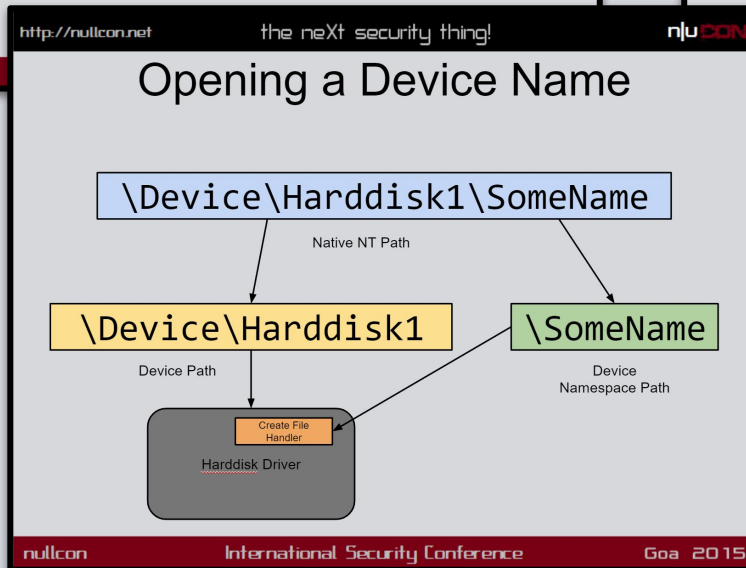 http://nullcon.net
the neXt security thing!
n|uCON
Opening a Device Name
\Device\Harddisk1\SomeName
Native NT Path
\Device\Harddisk1
\SomeName
Device Path
Device
Namespace Path
Create File
Handler
Harddisk Driver
nullcon
International Security Conference
Goa 2015